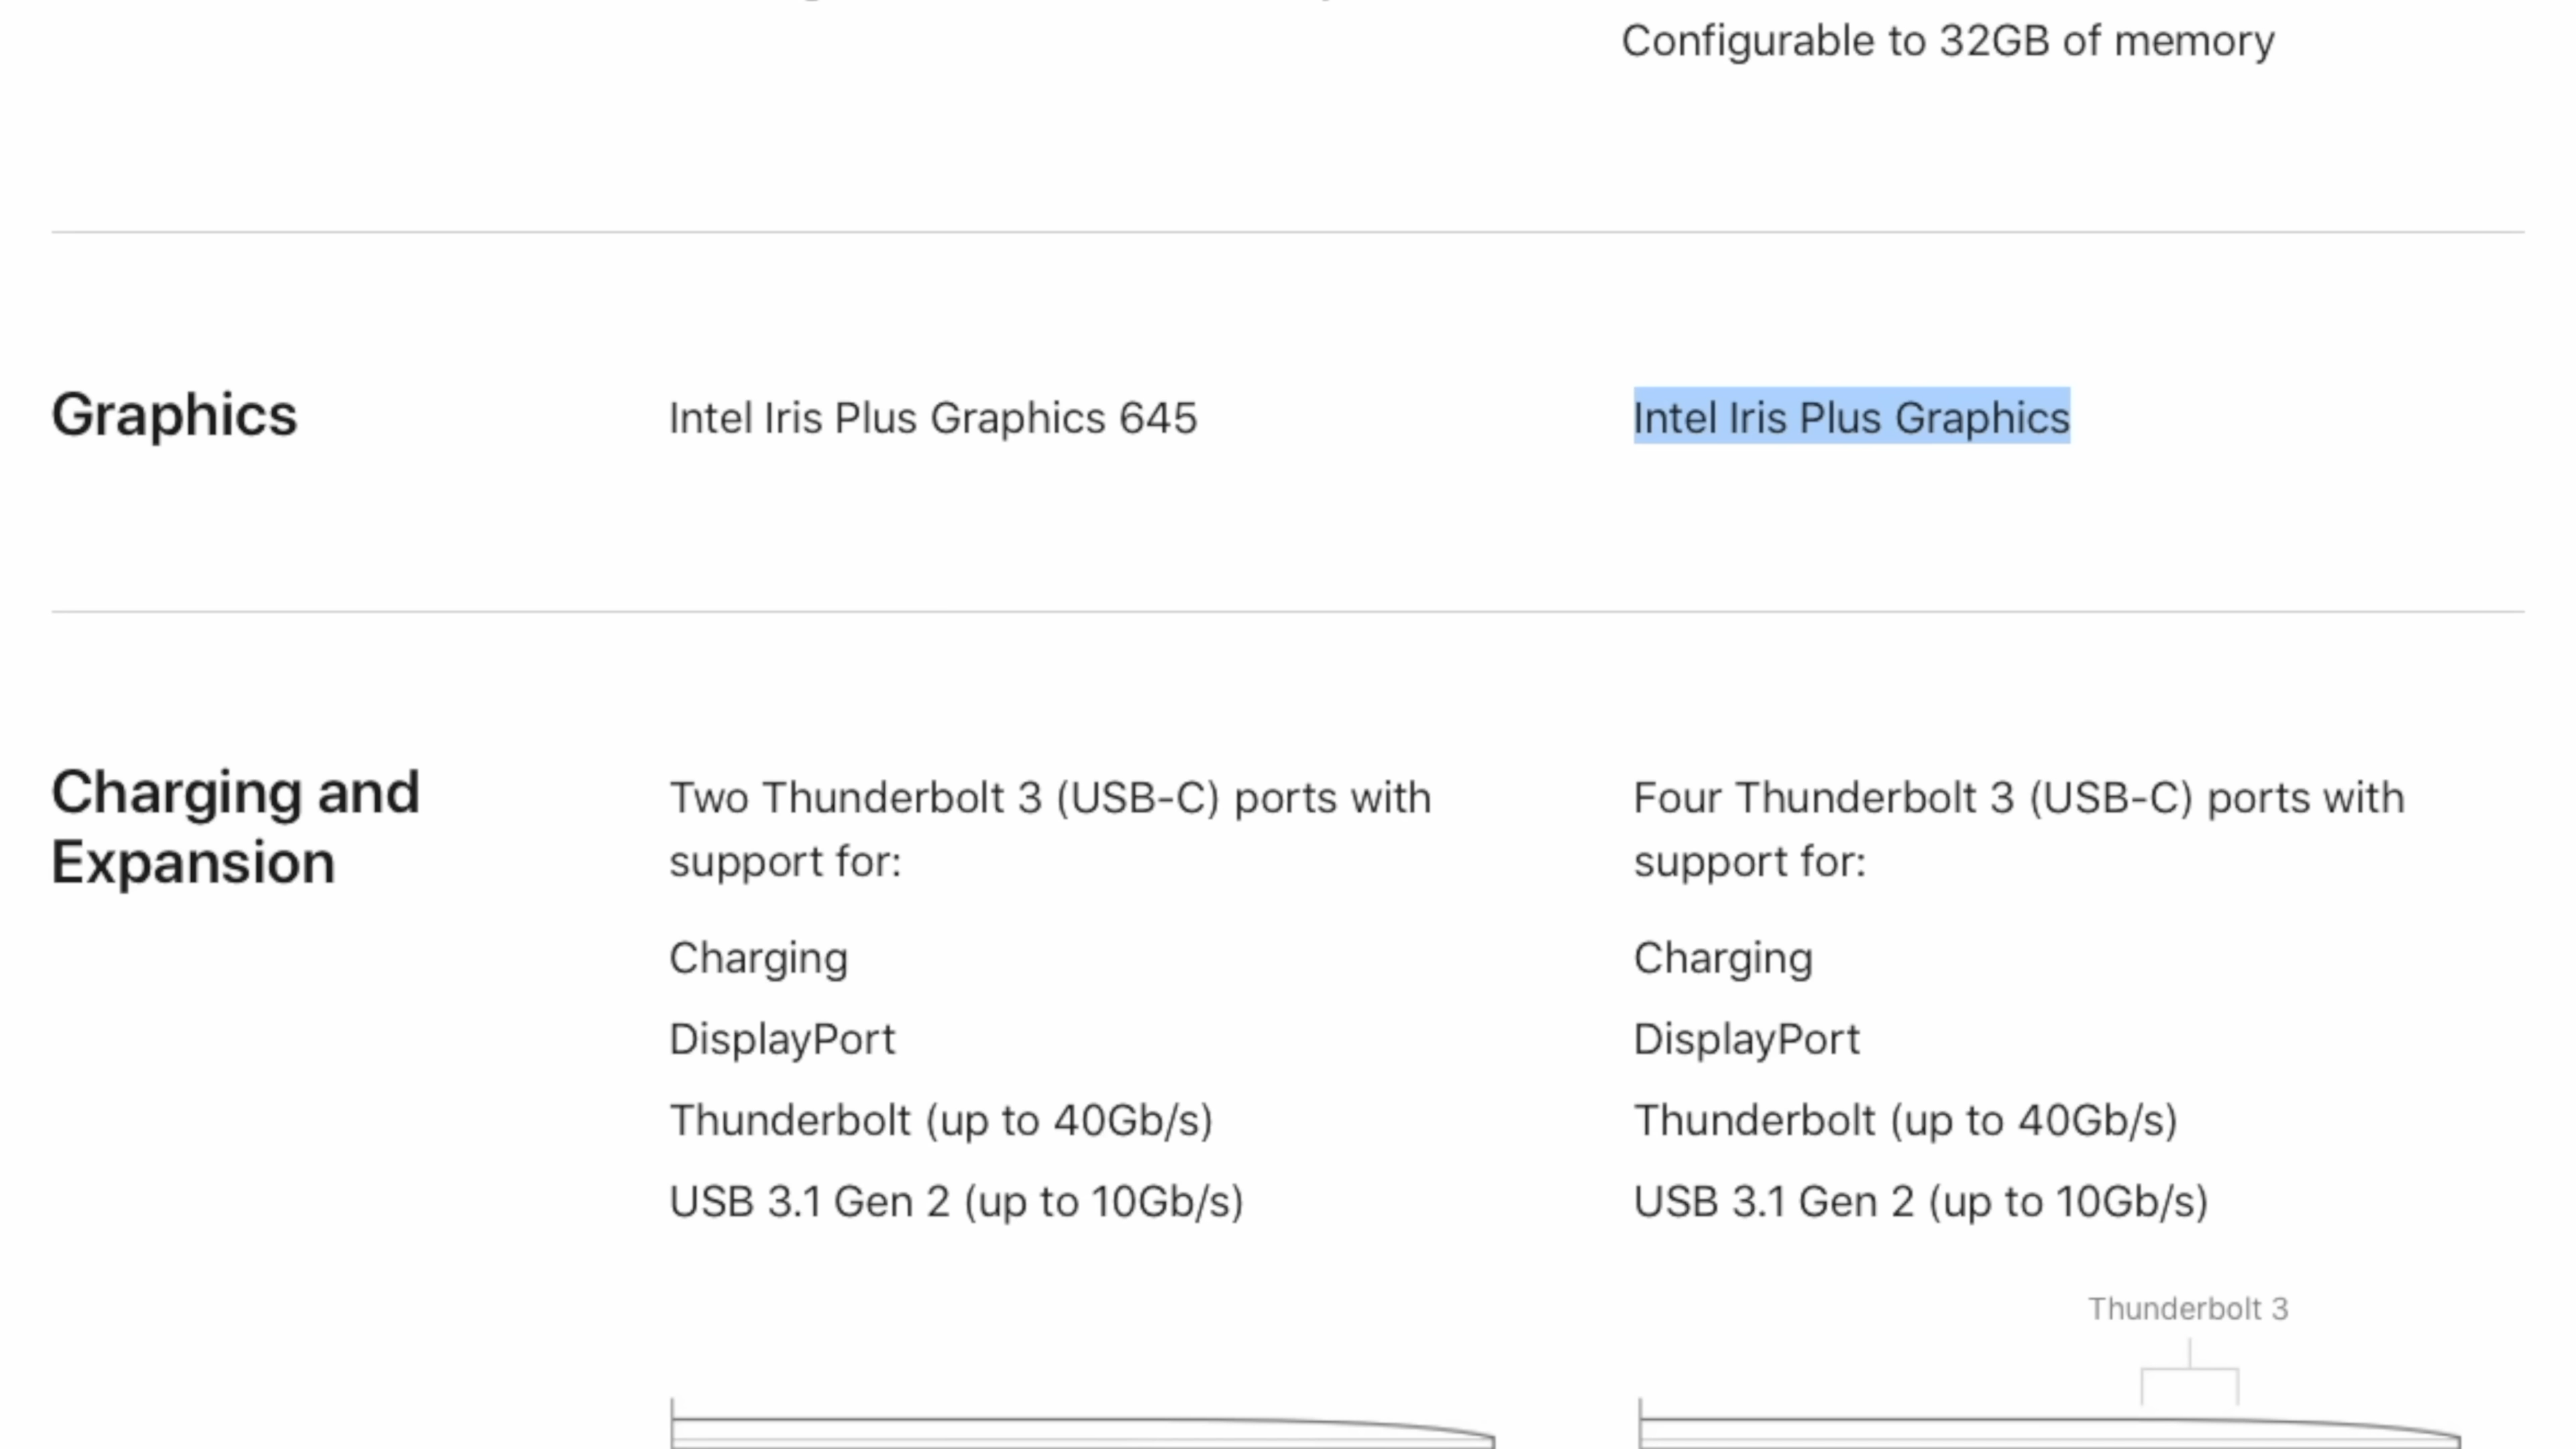 Configurable to 32GB of memory
Graphics
Intel Iris Plus Graphics 645
Intel Iris Plus Graphics
Charging and
Expansion
Two Thunderbolt 3 (USB-C) ports with
support for:
Charging
DisplayPort
Thunderbolt (up to 40Gb/s)
USB 3.1 Gen 2 (up to 10Gb/s)
Four Thunderbolt 3 (USB-C) ports with
support for:
Charging
DisplayPort
Thunderbolt (up to 40Gb/s)
USB 3.1 Gen 2 (up to 10Gb/s)
Thunderbolt 3